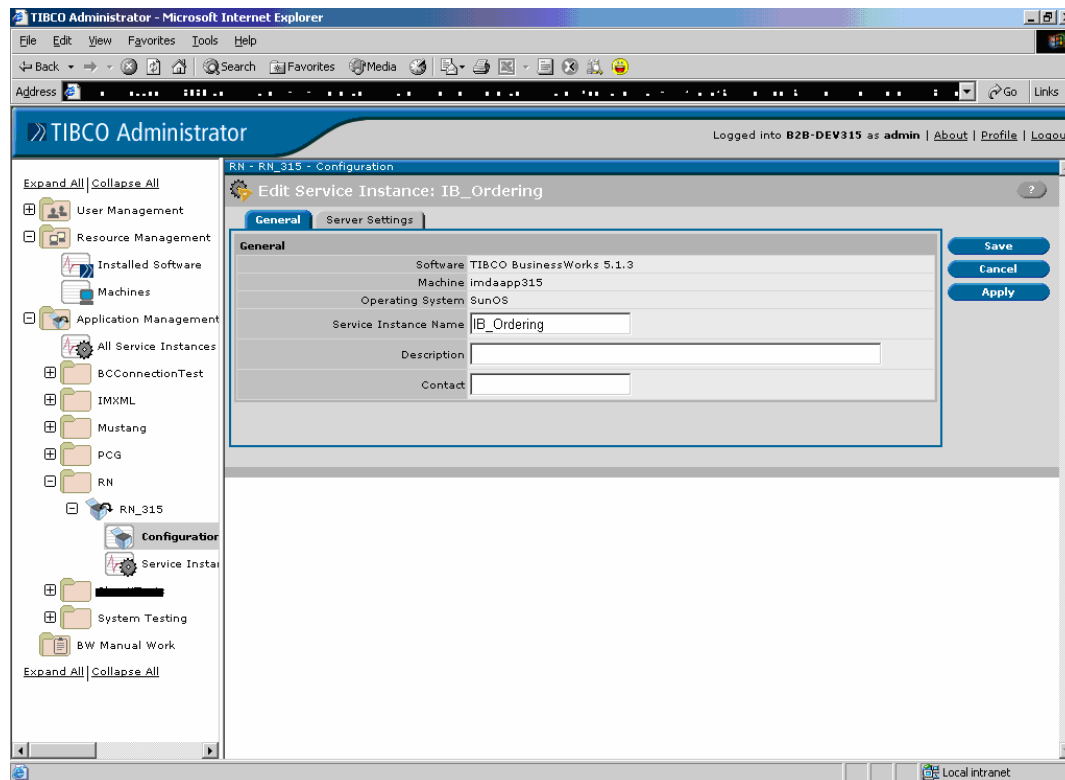 TIBCO Administrator - Microsoft Internet Explorer
File Edit View Favorites Tools Help
Back Search Favorites Media
Address Go Links
TIBCO Administrator
Logged into B2B-DEV315 as admin | About | Profile | Logou
RN - RN_315 - Configuration
Expand All | Collapse All
Edit Service Instance: IB_Ordering ?
User Management
General Server Settings
Resource Management
General
Save
Installed Software
Software TIBCO BusinessWorks 5.1.3
Cancel
Machine imdaapp315
Machines
Apply
Operating System SunOS
Application Management
Service Instance Name IB_Ordering
All Service Instances
Description
BCConnectionTest
Contact
IMXML
Mustang
PCG
RN
RN_315
Configuration
Service Instar
System Testing
BW Manual Work
Expand All | Collapse All
Local intranet